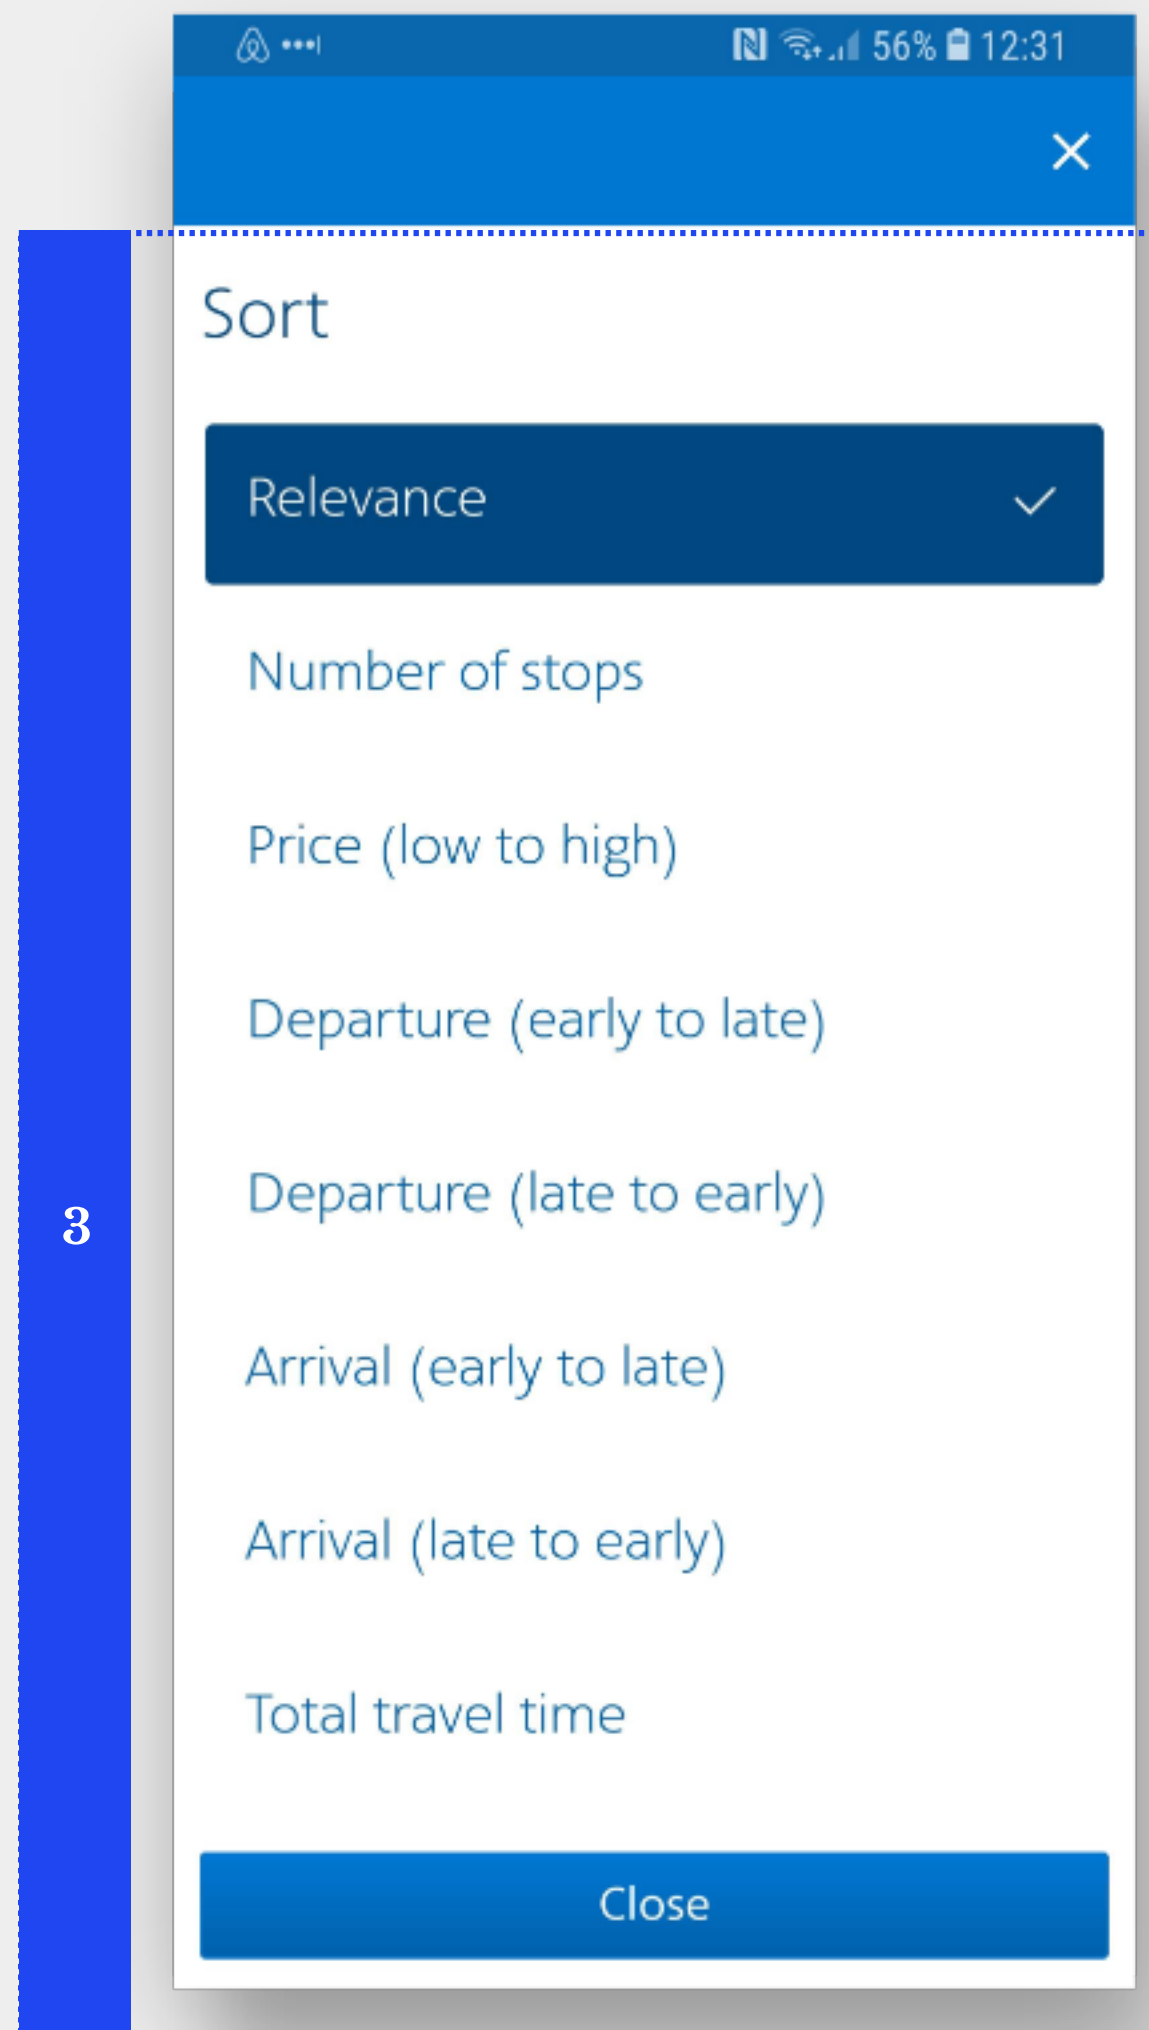 56% 12:31
Sort
Relevance
Number of stops
Price (low to high)
Departure (early to late)
Departure (late to early)
3
Arrival (early to late)
Arrival (late to early)
Total travel time
Close